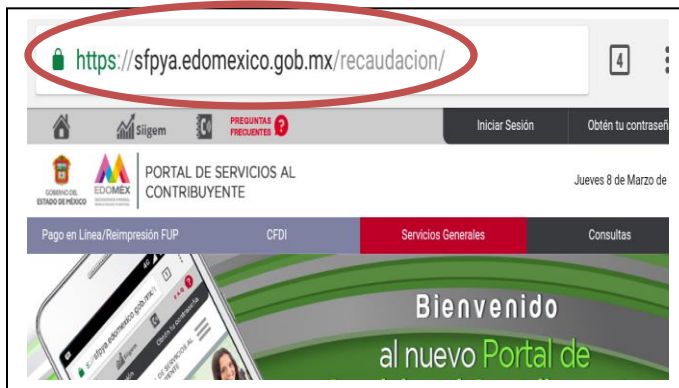 https://sfpya.edomexico.gob.mx/recaudacion/
4
Siigem
PREGUNTAS
FRECUENTES ?
Iniciar Sesión
Obtén tu contraseñ
GOBIERNO DEL
ESTADO DE MÉXICO
EDOMÉX
PORTAL DE SERVICIOS AL
CONTRIBUYENTE
Jueves 8 de Marzo de
Pago en Línea/Reimpresión FUP
CFDI
Servicios Generales
Consultas
Bienvenido
al nuevo Portal de